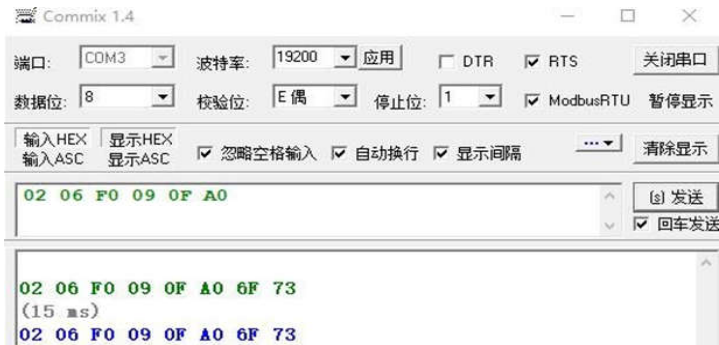 Commix 1.4
端口: COM3 波特率: 19200 应用 DTR RTS 关闭串口
数据位: 8 校验位: E 偶 停止位: 1 ModbusRTU 暂停显示
输入HEX 显示HEX
输入ASC 显示ASC 忽略空格输入 自动换行 显示间隔 ... 清除显示
02 06 F0 09 0F A0 (s) 发送
回车发送
02 06 F0 09 0F A0 6F 73
(15 ms)
02 06 F0 09 0F A0 6F 73